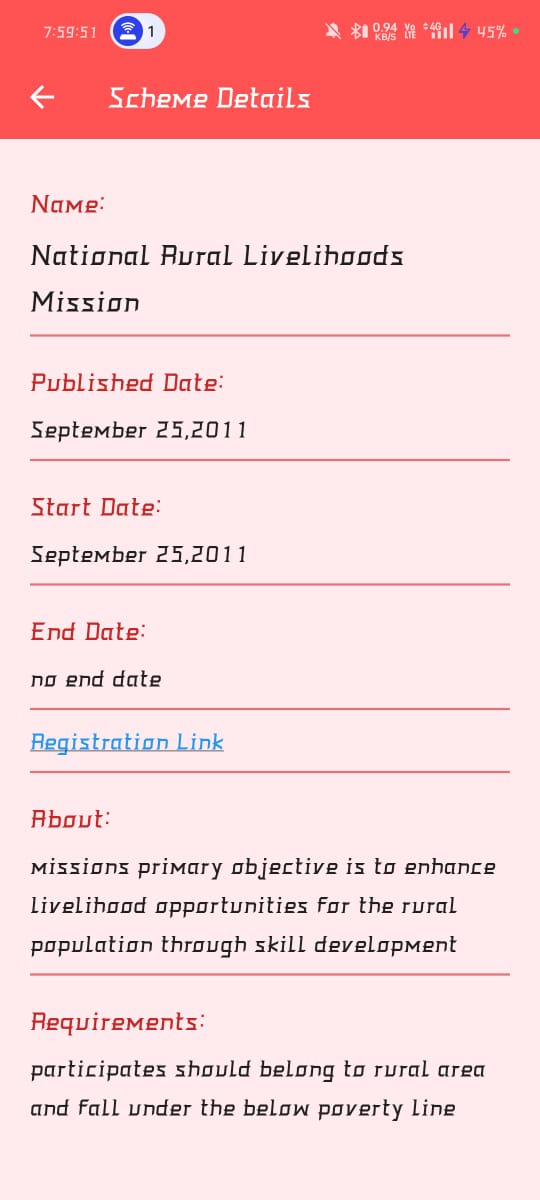 7:59:51 1 0.94 KB/S Vo LTE 4G 45%
Scheme Details
Name:
National Rural Livelihoods
Mission
Published Date:
September 25,2011
Start Date:
September 25,2011
End Date:
no end date
Registration Link
About:
missions primary objective is to enhance
livelihood opportunities for the rural
population through skill development
Requirements:
participates should belong to rural area
and fall under the below poverty line